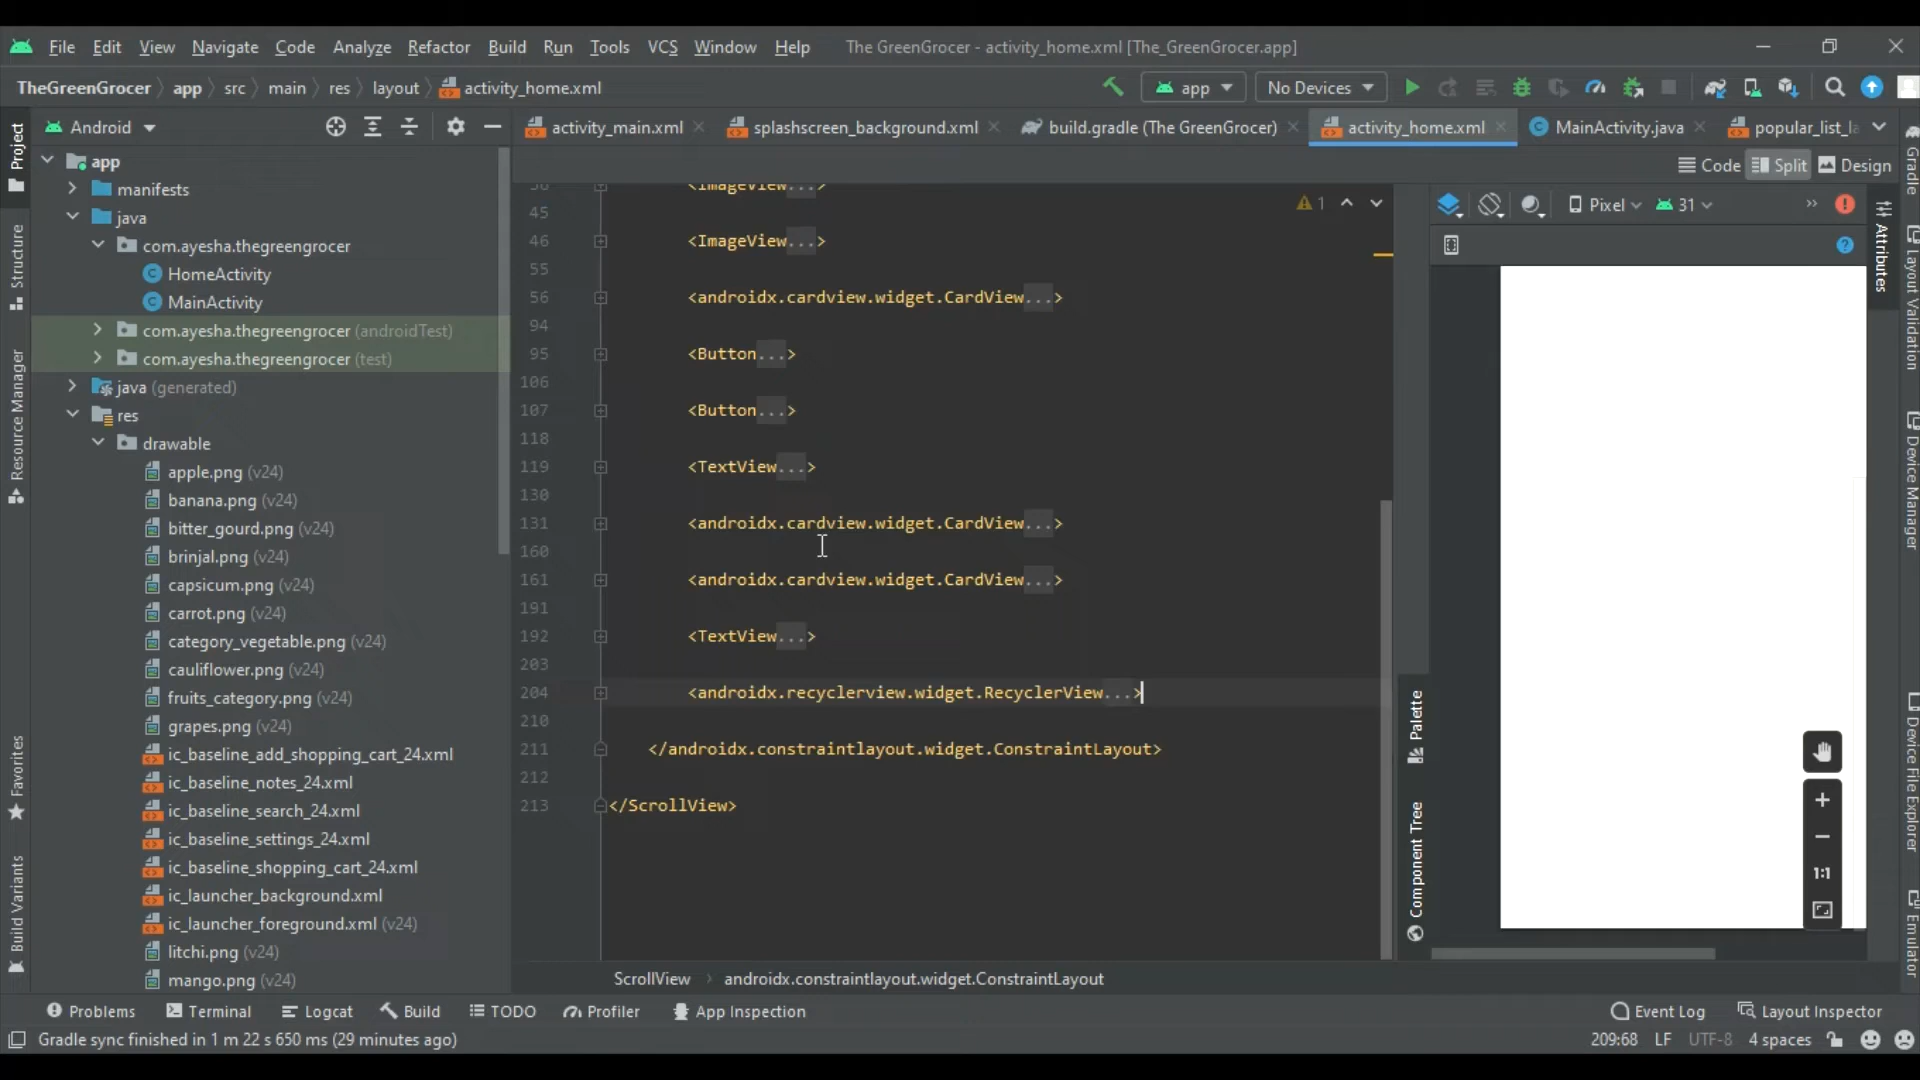 File Edit View Navigate Code Analyze Refactor Build Run Tools VCS Window Help The GreenGrocer - activity_home.xml [The_GreenGrocer.app]
TheGreenGrocer app src main res layout activity_home.xml app No Devices
Android activity_main.xml splashscreen_background.xml build.gradle (The GreenGrocer) activity_home.xml MainActivity.java popular_list_la
Code Split Design
Pixel 31
1
Project
Structure
Resource Manager
Favorites
Build Variants
app
manifests
java
com.ayesha.thegreengrocer
HomeActivity
MainActivity
com.ayesha.thegreengrocer (androidTest)
com.ayesha.thegreengrocer (test)
java (generated)
res
drawable
apple.png (v24)
banana.png (v24)
bitter_gourd.png (v24)
brinjal.png (v24)
capsicum.png (v24)
carrot.png (v24)
category_vegetable.png (v24)
cauliflower.png (v24)
fruits_category.png (v24)
grapes.png (v24)
ic_baseline_add_shopping_cart_24.xml
ic_baseline_notes_24.xml
ic_baseline_search_24.xml
ic_baseline_settings_24.xml
ic_baseline_shopping_cart_24.xml
ic_launcher_background.xml
ic_launcher_foreground.xml (v24)
litchi.png (v24)
mango.png (v24)
<ImageView...>
45
46 <ImageView...>
55
56 <androidx.cardview.widget.CardView...>
94
95 <Button...>
106
107 <Button...>
118
119 <TextView...>
130
131 <androidx.cardview.widget.CardView...>
160
161 <androidx.cardview.widget.CardView...>
191
192 <TextView...>
203
204 <androidx.recyclerview.widget.RecyclerView...>
210
211 </androidx.constraintlayout.widget.ConstraintLayout>
212
213 </ScrollView>
ScrollView androidx.constraintlayout.widget.ConstraintLayout
Palette
Component Tree
1:1
Attributes
Gradle
Layout Validation
Device Manager
Device File Explorer
Emulator
Problems Terminal Logcat Build TODO Profiler App Inspection Event Log Layout Inspector
Gradle sync finished in 1 m 22 s 650 ms (29 minutes ago) 209:68 LF UTF-8 4 spaces